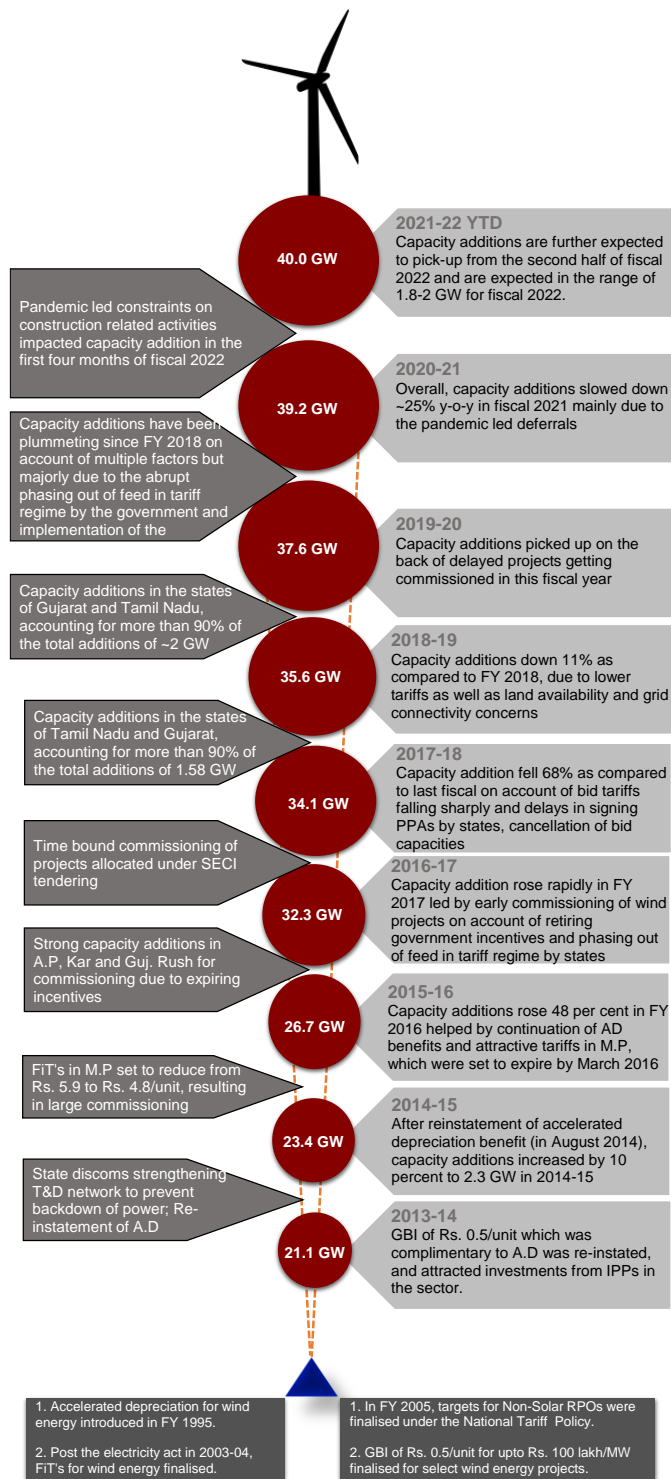 40.0 GW
2021-22 YTD
Capacity additions are further expected
to pick-up from the second half of fiscal
2022 and are expected in the range of
1.8-2 GW for fiscal 2022.
Pandemic led constraints on
construction related activities
impacted capacity addition in the
first four months of fiscal 2022
39.2 GW
2020-21
Overall, capacity additions slowed down
~25% y-o-y in fiscal 2021 mainly due to
the pandemic led deferrals
Capacity additions have been
plummeting since FY 2018 on
account of multiple factors but
majorly due to the abrupt
phasing out of feed in tariff
regime by the government and
implementation of the
37.6 GW
2019-20
Capacity additions picked up on the
back of delayed projects getting
commissioned in this fiscal year
Capacity additions in the states
of Gujarat and Tamil Nadu,
accounting for more than 90% of
the total additions of ~2 GW
35.6 GW
2018-19
Capacity additions down 11% as
compared to FY 2018, due to lower
tariffs as well as land availability and grid
connectivity concerns
Capacity additions in the states
of Tamil Nadu and Gujarat,
accounting for more than 90% of
the total additions of 1.58 GW
34.1 GW
2017-18
Capacity addition fell 68% as compared
to last fiscal on account of bid tariffs
falling sharply and delays in signing
PPAs by states, cancellation of bid
capacities
Time bound commissioning of
projects allocated under SECI
tendering
32.3 GW
2016-17
Capacity addition rose rapidly in FY
2017 led by early commissioning of wind
projects on account of retiring
government incentives and phasing out
of feed in tariff regime by states
Strong capacity additions in
A.P, Kar and Guj. Rush for
commissioning due to expiring
incentives
26.7 GW
2015-16
Capacity additions rose 48 per cent in FY
2016 helped by continuation of AD
benefits and attractive tariffs in M.P,
which were set to expire by March 2016
FiT's in M.P set to reduce from
Rs. 5.9 to Rs. 4.8/unit, resulting
in large commissioning
23.4 GW
2014-15
After reinstatement of accelerated
depreciation benefit (in August 2014),
capacity additions increased by 10
percent to 2.3 GW in 2014-15
State discoms strengthening
T&D network to prevent
backdown of power; Re-
instatement of A.D
21.1 GW
2013-14
GBI of Rs. 0.5/unit which was
complimentary to A.D was re-instated,
and attracted investments from IPPs in
the sector.
1. Accelerated depreciation for wind
energy introduced in FY 1995.
2. Post the electricity act in 2003-04,
FiT's for wind energy finalised.
1. In FY 2005, targets for Non-Solar RPOs were
finalised under the National Tariff Policy.
2. GBI of Rs. 0.5/unit for upto Rs. 100 lakh/MW
finalised for select wind energy projects.